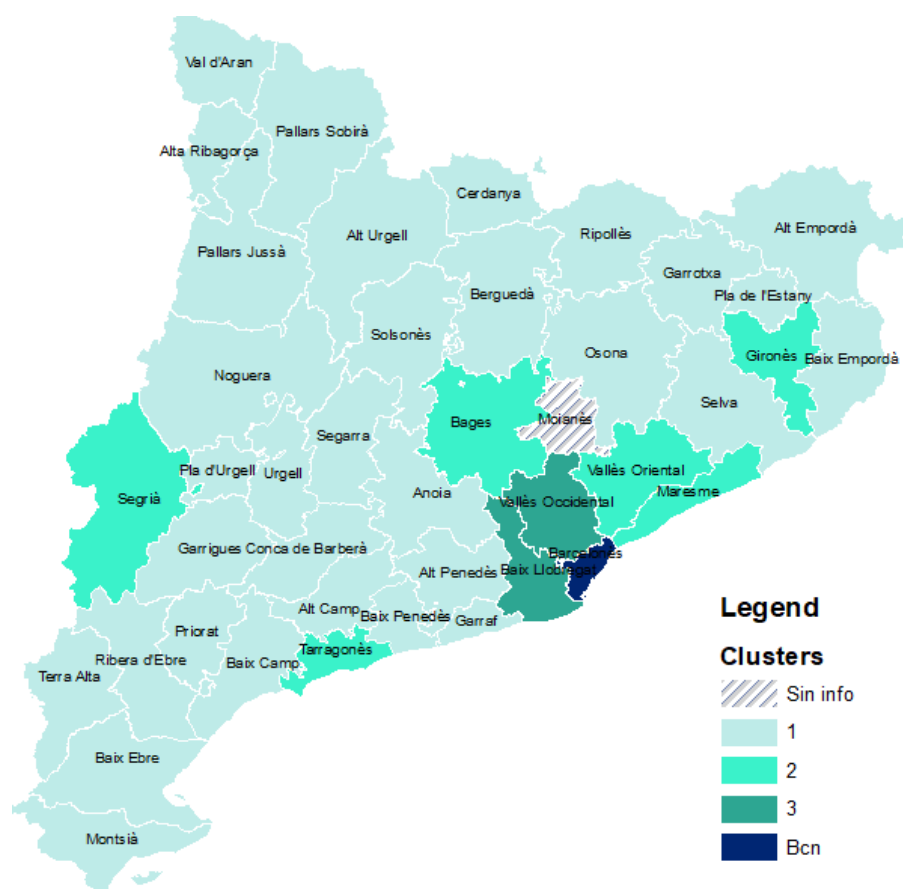 Val d'Aran
Pallars Sobirà
Alta Ribagorça
Cerdanya
Ripollès
Alt Empordà
Alt Urgell
Pallars Jussà
Garrotxa
Pla de l'Estany
Berguedà
Solsonès
Osona
Gironès
Baix Empordà
Noguera
Selva
Segarra
Bages
Moianès
Pla d'Urgell
Urgell
Vallès Oriental
Segrià
Anoia
Maresme
Vallès Occidental
Garrigues
Conca de Barberà
Barcelonès
Alt Penedès
Baix Llobregat
Alt Camp
Baix Penedès
Garraf
Priorat
Tarragonès
Ribera d'Ebre
Baix Camp
Terra Alta
Baix Ebre
Montsià
Legend
Clusters
Sin info
1
2
3
Bcn